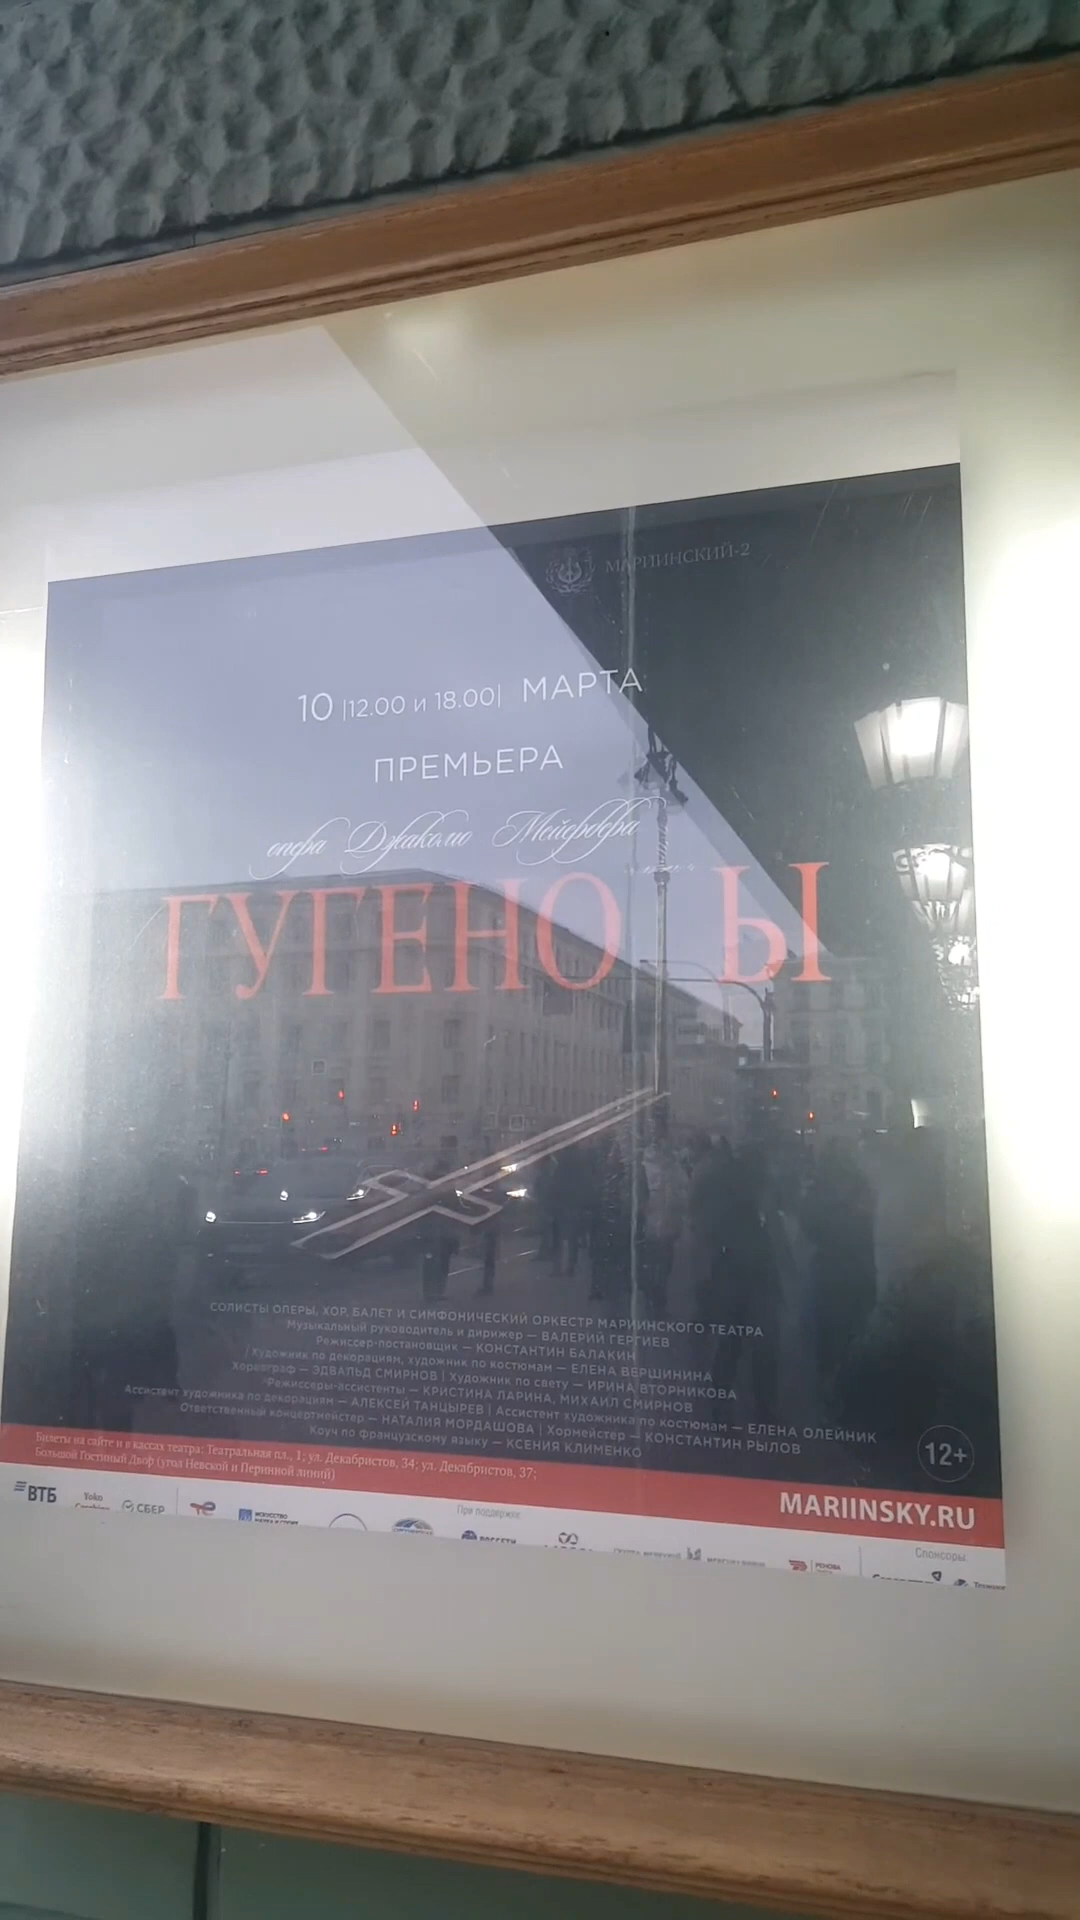 МАРИИНСКИЙ-2
10 |12.00 и 18.00| МАРТА
ПРЕМЬЕРА
опера Джакомо Мейербера
ГУГЕНО Ы
СОЛИСТЫ ОПЕРЫ, ХОР, БАЛЕТ И СИМФОНИЧЕСКИЙ ОРКЕСТР МАРИИНСКОГО ТЕАТРА
Музыкальный руководитель и дирижер — ВАЛЕРИЙ ГЕРГИЕВ
Режиссер-постановщик — КОНСТАНТИН БАЛАКИН
Художник по декорациям, художник по костюмам — ЕЛЕНА ВЕРШИНИНА
Хореограф — ЭДВАЛЬД СМИРНОВ | Художник по свету — ИРИНА ВТОРНИКОВА
Режиссеры-ассистенты — КРИСТИНА ЛАРИНА, МИХАИЛ СМИРНОВ
Ассистент художника по декорациям — АЛЕКСЕЙ ТАНЦЫРЕВ | Ассистент художника по костюмам — ЕЛЕНА ОЛЕЙНИК
Ответственный концертмейстер — НАТАЛИЯ МОРДАШОВА | Хормейстер — КОНСТАНТИН РЫЛОВ
Коуч по французскому языку — КСЕНИЯ КЛИМЕНКО
12+
Билеты на сайте и в кассах театра: Театральная пл., 1; ул. Декабристов, 34; ул. Декабристов, 37;
Большой Гостиный Двор (угол Невской и Перинной линий)
MARIINSKY.RU
При поддержке
Спонсоры
ВТБ Yoko СБЕР ИСКУССТВО РОССЕТИ РЕНОВА